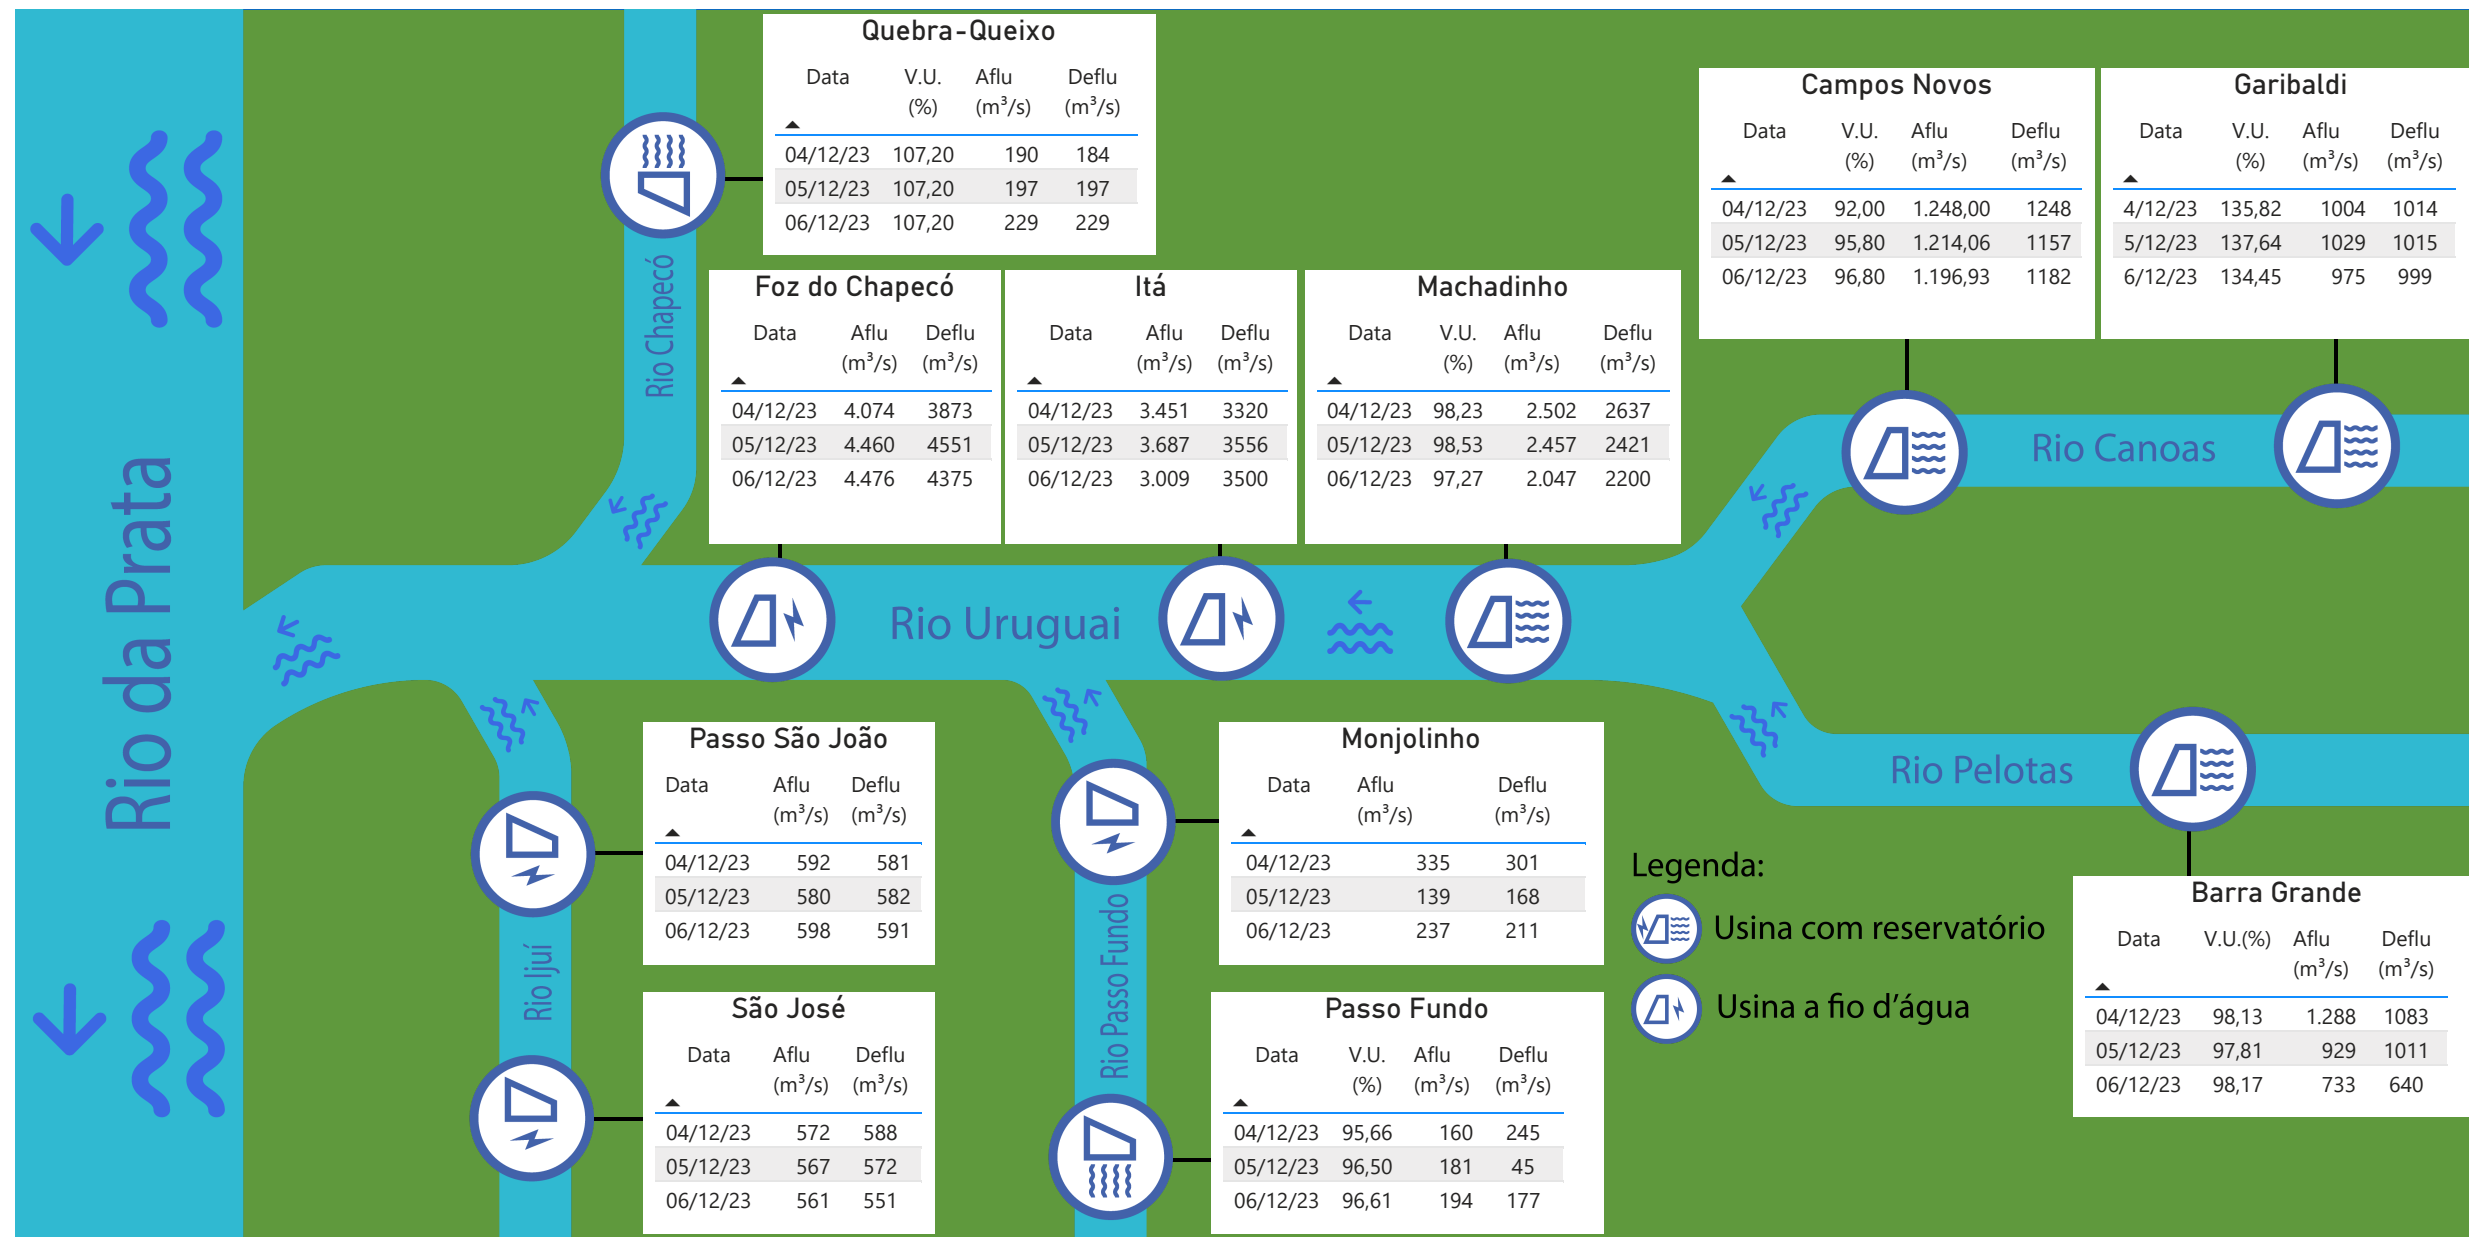 Quebra-Queixo
Data V.U. (%) Aflu (m³/s) Deflu (m³/s)
04/12/23 107,20 190 184
05/12/23 107,20 197 197
06/12/23 107,20 229 229
Campos Novos
Data V.U. (%) Aflu (m³/s) Deflu (m³/s)
04/12/23 92,00 1.248,00 1248
05/12/23 95,80 1.214,06 1157
06/12/23 96,80 1.196,93 1182
Garibaldi
Data V.U. (%) Aflu (m³/s) Deflu (m³/s)
4/12/23 135,82 1004 1014
5/12/23 137,64 1029 1015
6/12/23 134,45 975 999
Rio Chapecó
Foz do Chapecó
Data Aflu (m³/s) Deflu (m³/s)
04/12/23 4.074 3873
05/12/23 4.460 4551
06/12/23 4.476 4375
Itá
Data Aflu (m³/s) Deflu (m³/s)
04/12/23 3.451 3320
05/12/23 3.687 3556
06/12/23 3.009 3500
Machadinho
Data V.U. (%) Aflu (m³/s) Deflu (m³/s)
04/12/23 98,23 2.502 2637
05/12/23 98,53 2.457 2421
06/12/23 97,27 2.047 2200
Rio Canoas
Rio da Prata
Rio Uruguai
Rio Pelotas
Passo São João
Data Aflu (m³/s) Deflu (m³/s)
04/12/23 592 581
05/12/23 580 582
06/12/23 598 591
Monjolinho
Data Aflu (m³/s) Deflu (m³/s)
04/12/23 335 301
05/12/23 139 168
06/12/23 237 211
Legenda:
Usina com reservatório
Usina a fio d'água
Barra Grande
Data V.U.(%) Aflu (m³/s) Deflu (m³/s)
04/12/23 98,13 1.288 1083
05/12/23 97,81 929 1011
06/12/23 98,17 733 640
Rio Ijuí
Rio Passo Fundo
São José
Data Aflu (m³/s) Deflu (m³/s)
04/12/23 572 588
05/12/23 567 572
06/12/23 561 551
Passo Fundo
Data V.U. (%) Aflu (m³/s) Deflu (m³/s)
04/12/23 95,66 160 245
05/12/23 96,50 181 45
06/12/23 96,61 194 177